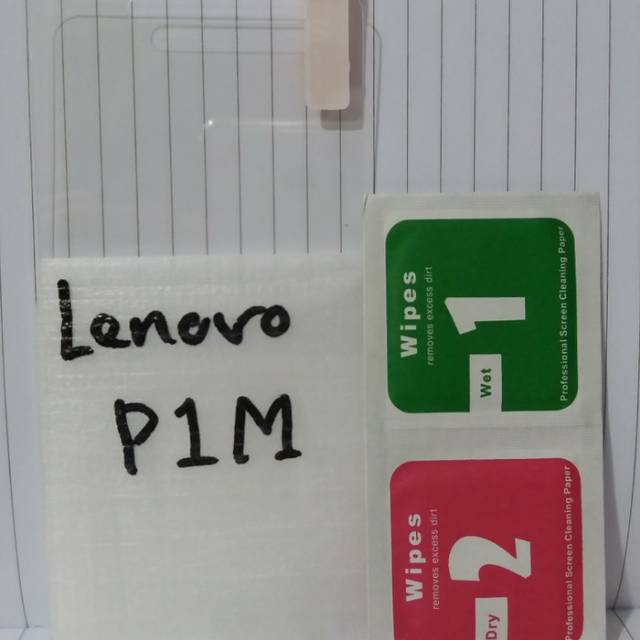 Lenovo
P1M
Wipes
removes excess dirt
1
Wet
Professional Screen Cleaning Paper
Wipes
removes excess dirt
2
Dry
Professional Screen Cleaning Paper